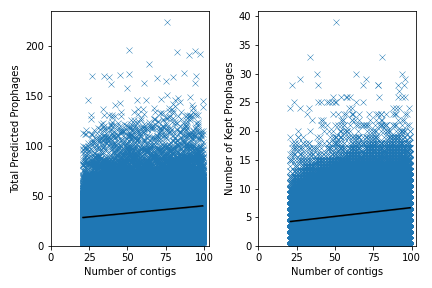 Total Predicted Prophages
200
150
100
50
0
0 25 50 75 100
Number of contigs
Number of Kept Prophages
40
35
30
25
20
15
10
5
0
0 25 50 75 100
Number of contigs